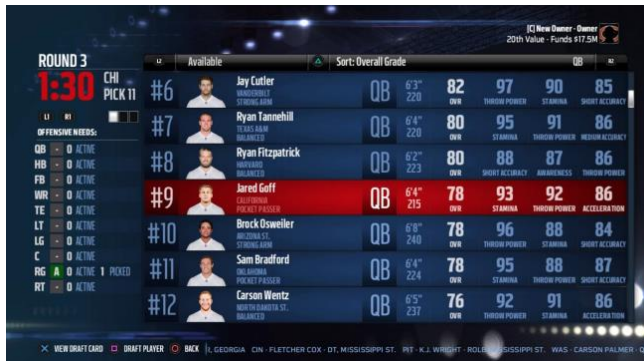 [C] New Owner - Owner
20th Value - Funds $17.5M
ROUND 3
1:30 CHI
PICK 11
L2 Available Sort: Overall Grade QB R2
L1 R1
OFFENSIVE NEEDS:
QB - 0 ACTIVE
HB - 0 ACTIVE
FB - 0 ACTIVE
WR - 0 ACTIVE
TE - 0 ACTIVE
LT - 0 ACTIVE
LG - 0 ACTIVE
C - 0 ACTIVE
RG A 0 ACTIVE 1 PICKED
RT - 0 ACTIVE
#6 Jay Cutler QB 6'3" 82 97 90 85
VANDERBILT 220 OVR THROW POWER STAMINA SHORT ACCURACY
STRONG ARM
#7 Ryan Tannehill QB 6'4" 80 95 91 86
TEXAS A&M 220 OVR STAMINA THROW POWER MEDIUM ACCURACY
BALANCED
#8 Ryan Fitzpatrick QB 6'2" 80 88 87 86
HARVARD 223 OVR SHORT ACCURACY AWARENESS THROW POWER
BALANCED
#9 Jared Goff QB 6'4" 78 93 92 86
CALIFORNIA 215 OVR STAMINA THROW POWER ACCELERATION
POCKET PASSER
#10 Brock Osweiler QB 6'8" 78 96 88 84
ARIZONA ST. 240 OVR THROW POWER STAMINA SHORT ACCURACY
STRONG ARM
#11 Sam Bradford QB 6'4" 78 95 88 87
OKLAHOMA 224 OVR STAMINA THROW POWER SHORT ACCURACY
POCKET PASSER
#12 Carson Wentz QB 6'5" 76 92 91 86
NORTH DAKOTA ST. 237 OVR THROW POWER STAMINA ACCELERATION
BALANCED
VIEW DRAFT CARD DRAFT PLAYER BACK I, GEORGIA CIN - FLETCHER COX - DT, MISSISSIPPI ST. PIT - K.J. WRIGHT - ROLB SSISSIPPI ST. WAS - CARSON PALMER -